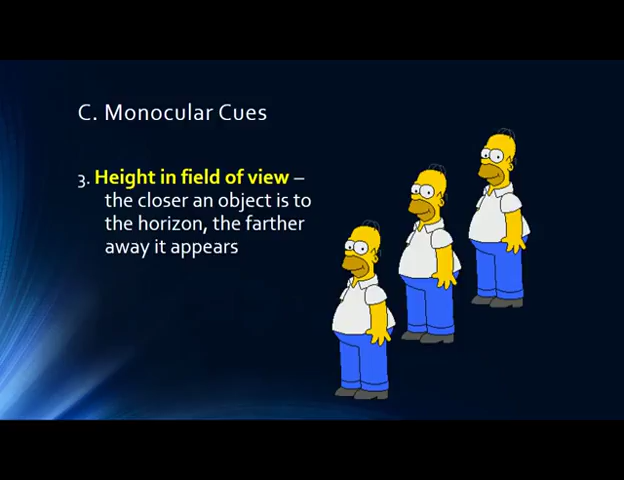 C. Monocular Cues
3. Height in field of view –
the closer an object is to
the horizon, the farther
away it appears